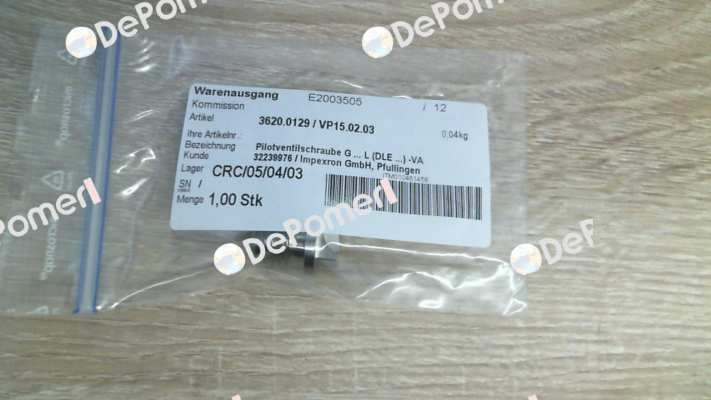 DePomer!
DePomer!
Warenausgang E2003505 / 12
Kommission
Artikel 3620.0129 / VP15.02.03 0,04kg
Ihre Artikelnr.:
Bezeichnung Pilotventilschraube G ... L (DLE ...) -VA
Kunde 32239976 / Impexron GmbH, Pfullingen
Lager CRC/05/04/03
ITM010461458
SN /
Menge 1,00 Stk
DePomer!
DePomer!
DePomer